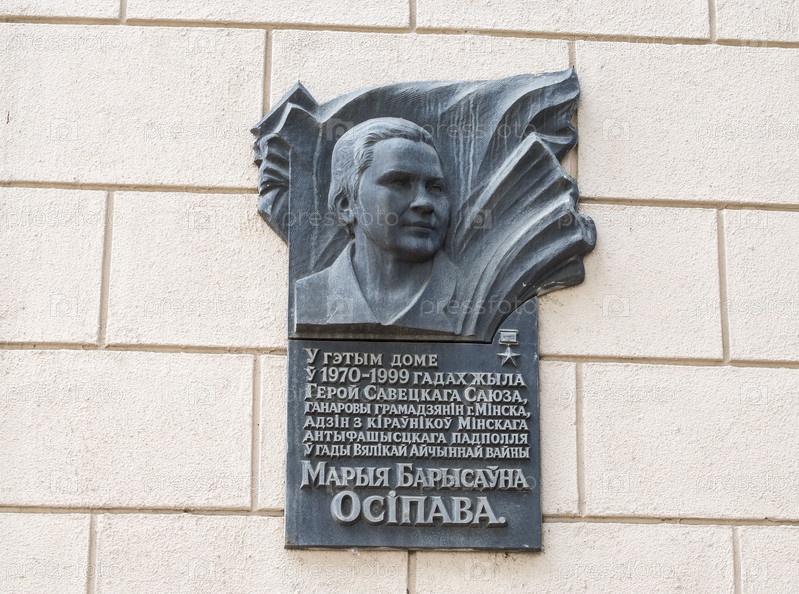 У гэтым доме
ў 1970-1999 гадах жыла
Герой Савецкага Саюза,
ганаровы грамадзянін г.Мінска,
адзін з кіраўнікоў Мінскага
антыфашысцкага падполля
ў гады Вялікай Айчыннай вайны
Марыя Барысаўна
Осіпава.